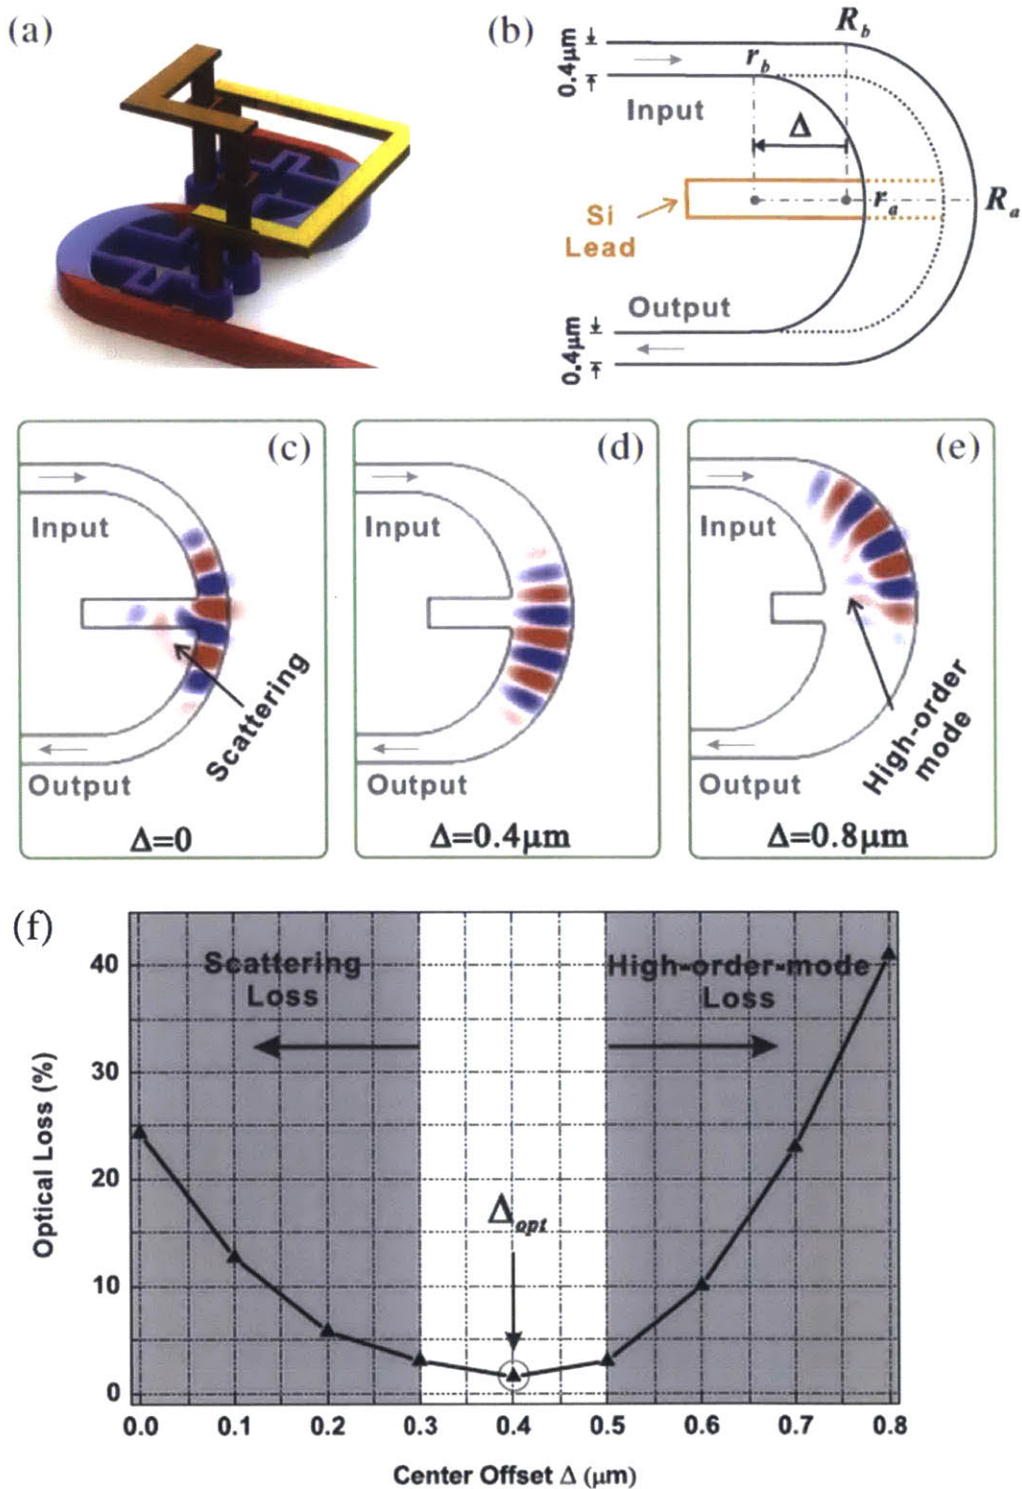 (a)
(b)
R_b
0.4μm
r_b
Input
Δ
Si
Lead
r_a
R_a
Output
0.4μm
(c)
Input
Scattering
Output
Δ=0
(d)
Input
Output
Δ=0.4μm
(e)
Input
High-order
mode
Output
Δ=0.8μm
(f)
Scattering
Loss
High-order-mode
Loss
Δ_opt
Optical Loss (%)
40
30
20
10
0
0.0 0.1 0.2 0.3 0.4 0.5 0.6 0.7 0.8
Center Offset Δ (μm)